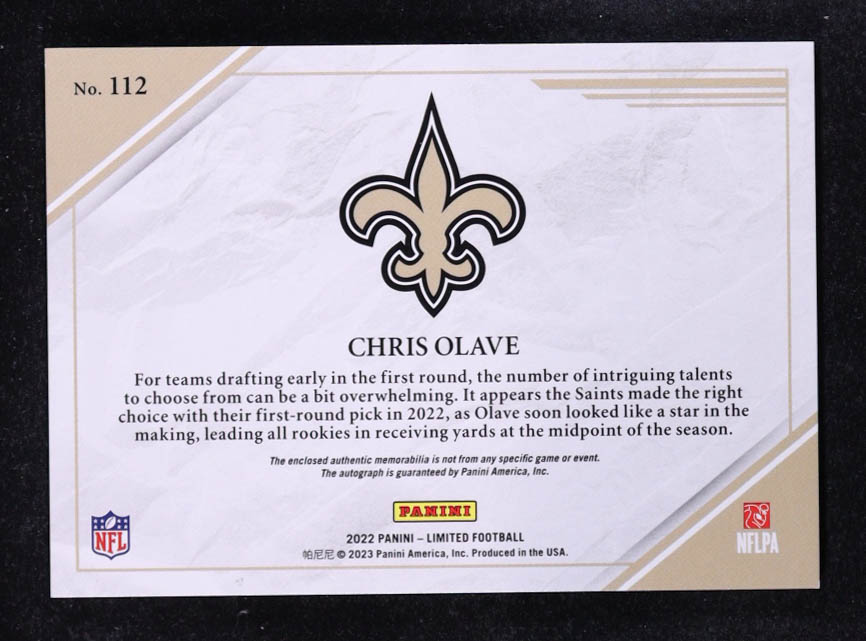 No. 112
CHRIS OLAVE
For teams drafting early in the first round, the number of intriguing talents
to choose from can be a bit overwhelming. It appears the Saints made the right
choice with their first-round pick in 2022, as Olave soon looked like a star in the
making, leading all rookies in receiving yards at the midpoint of the season.
The enclosed authentic memorabilia is not from any specific game or event.
The autograph is guaranteed by Panini America, Inc.
PANINI
NFL
NFLPA
2022 PANINI – LIMITED FOOTBALL
帕尼尼 © 2023 Panini America, Inc. Produced in the USA.